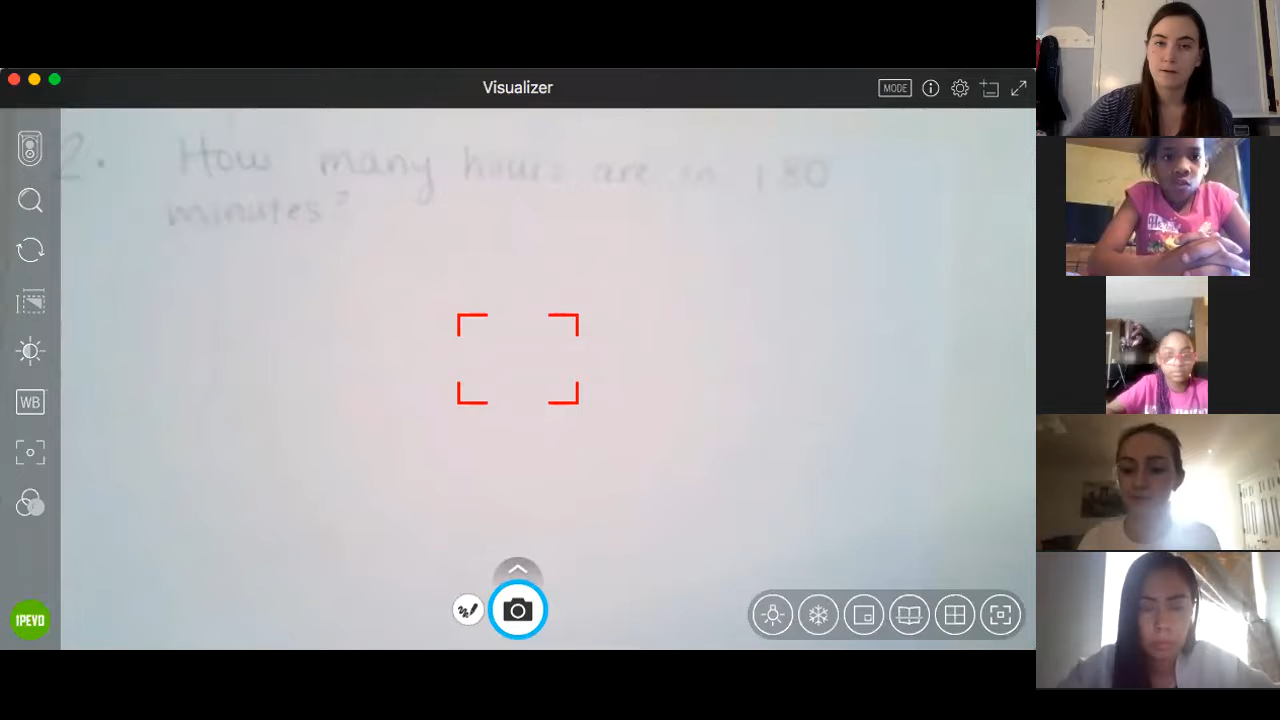 Visualizer
MODE
2. How many hours are in 180
minutes?
WB
IPEVO